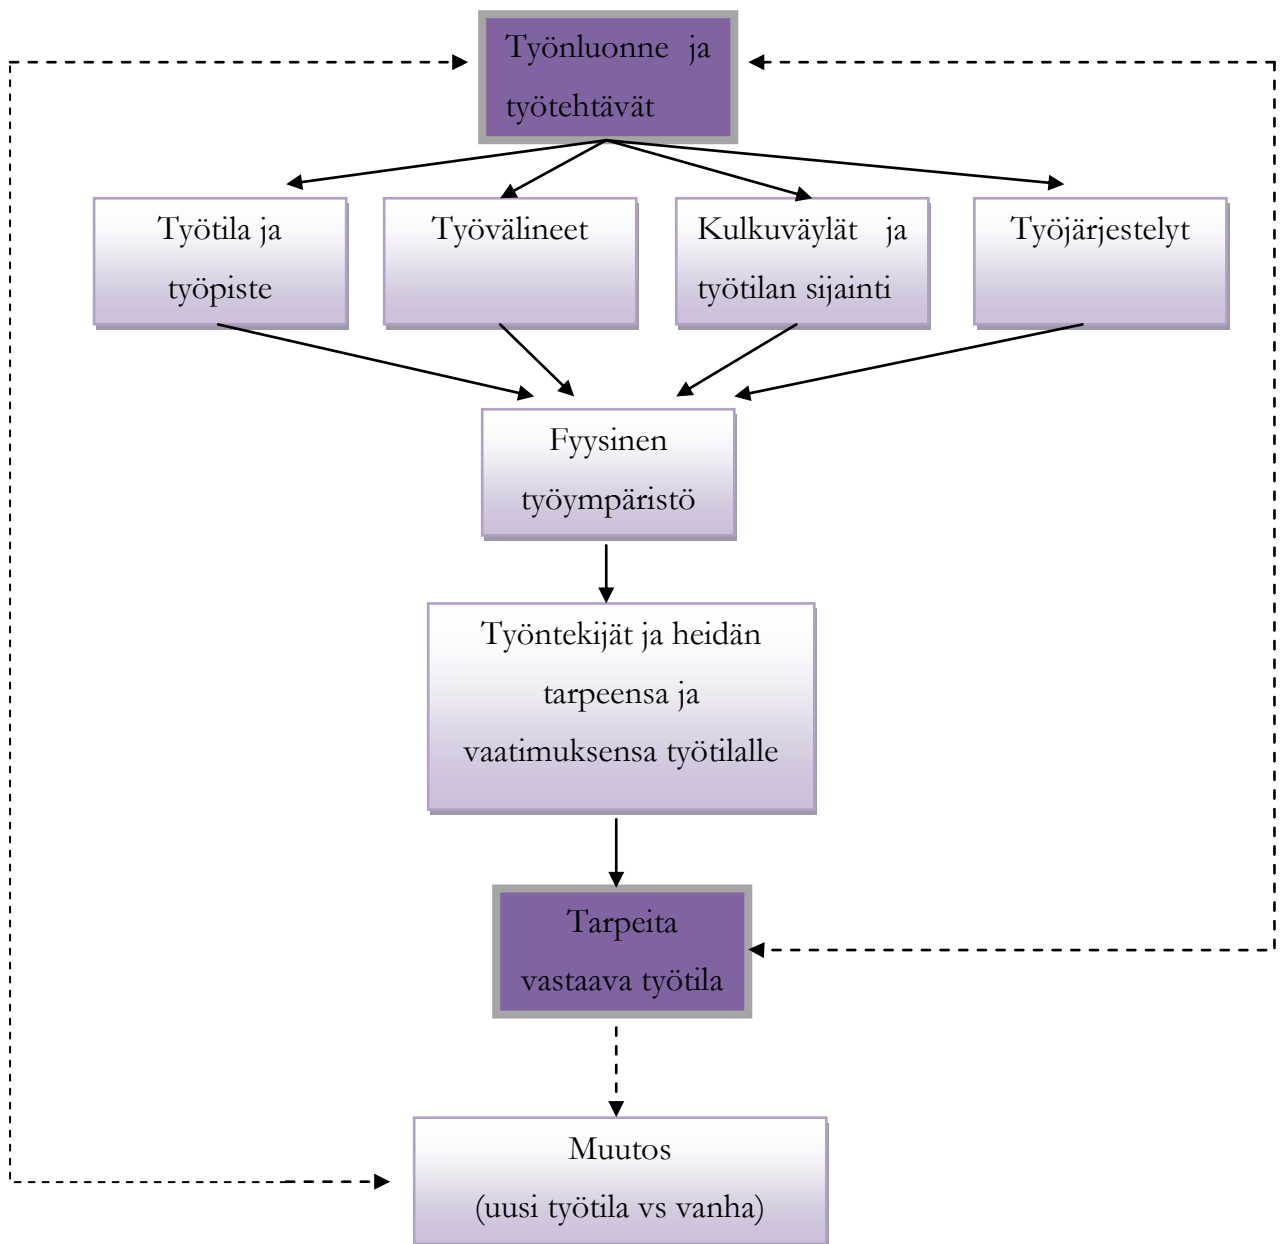 Työnluonne ja
työtehtävät
Työtila ja
työpiste
Työvälineet
Kulkuväylät ja
työtilan sijainti
Työjärjestelyt
Fyysinen
työympäristö
Työntekijät ja heidän
tarpeensa ja
vaatimuksensa työtilalle
Tarpeita
vastaava työtila
Muutos
(uusi työtila vs vanha)